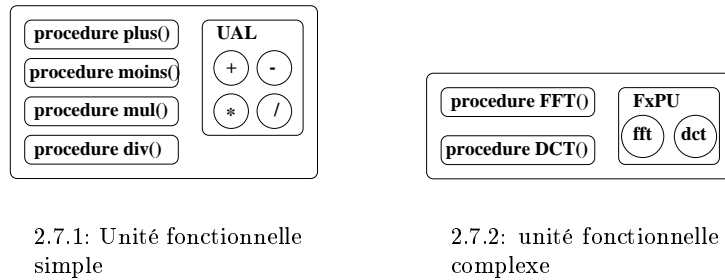 procedure plus()
procedure moins()
procedure mul()
procedure div()
UAL
+ -
* /
procedure FFT()
procedure DCT()
FxPU
fft dct
2.7.1: Unité fonctionnelle
simple
2.7.2: unité fonctionnelle
complexe